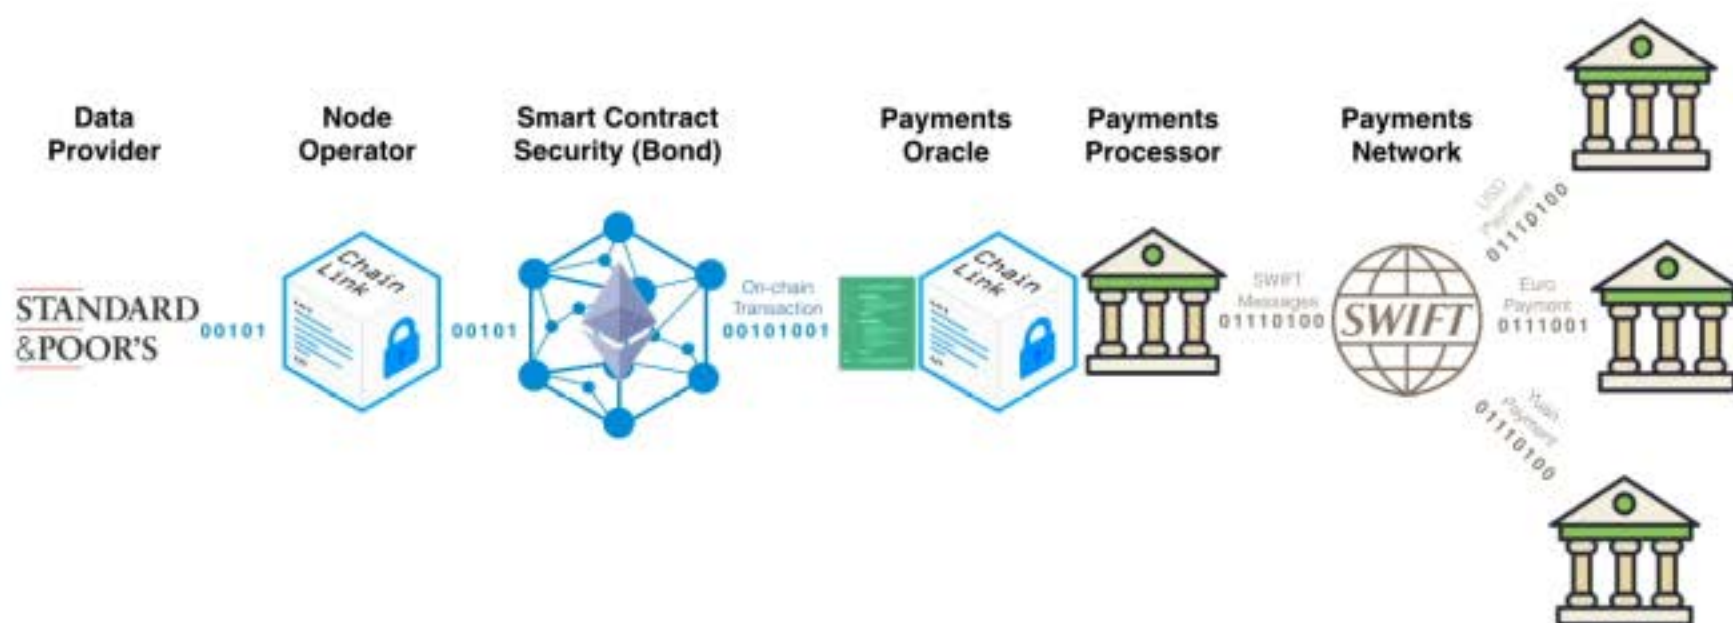 Data
Provider
Node
Operator
Smart Contract
Security (Bond)
Payments
Oracle
Payments
Processor
Payments
Network
STANDARD
&POOR'S
00101
Chain
Link
00101
On-chain
Transaction
00101001
Chain
Link
SWIFT
Messages
01110100
SWIFT
USD
Payment
01110100
Euro
Payment
0111001
Yuan
Payment
01110100